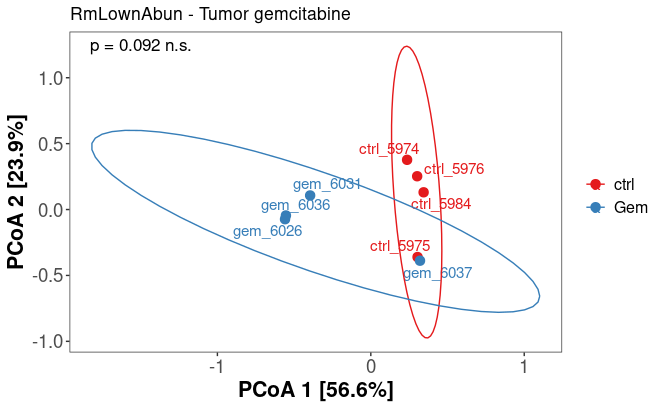 RmLownAbun - Tumor gemcitabine
p = 0.092 n.s.
1.0
0.5
0.0
-0.5
-1.0
PCoA 2 [23.9%]
ctrl_5974
ctrl_5976
gem_6031
gem_6036
ctrl_5984
gem_6026
ctrl_5975
gem_6037
ctrl
Gem
-1
0
1
PCoA 1 [56.6%]